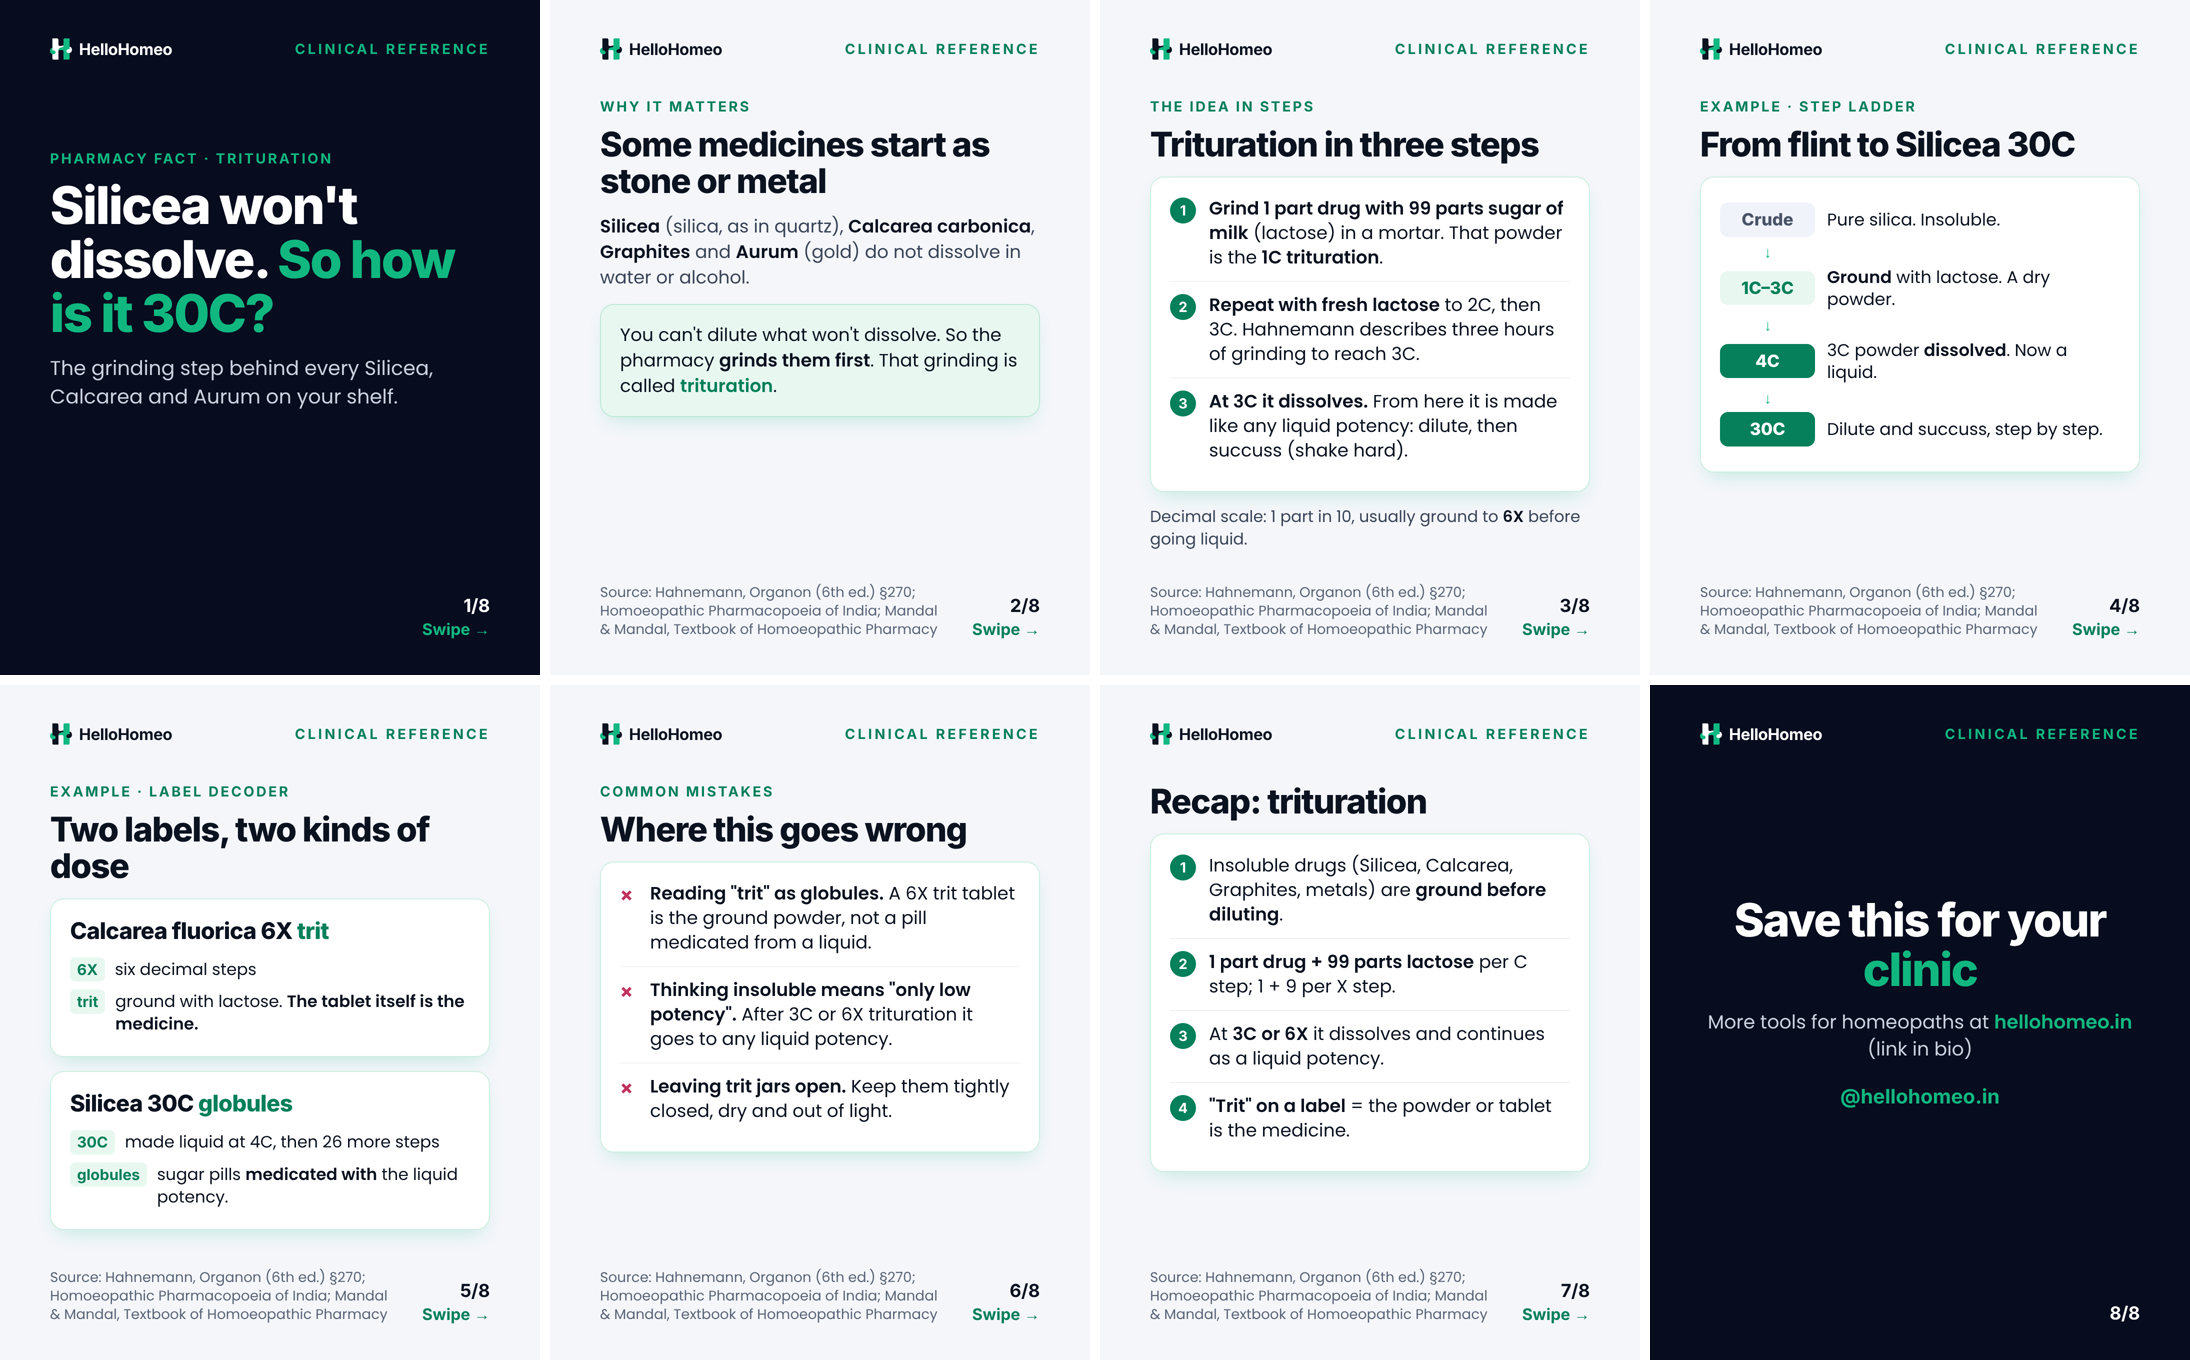 HelloHomeo
CLINICAL REFERENCE
PHARMACY FACT · TRITURATION
Silicea won't
dissolve. So how
is it 30C?
The grinding step behind every Silicea,
Calcarea and Aurum on your shelf.
1/8
Swipe →
HelloHomeo
CLINICAL REFERENCE
WHY IT MATTERS
Some medicines start as
stone or metal
Silicea (silica, as in quartz), Calcarea carbonica,
Graphites and Aurum (gold) do not dissolve in
water or alcohol.
You can't dilute what won't dissolve. So the
pharmacy grinds them first. That grinding is
called trituration.
Source: Hahnemann, Organon (6th ed.) §270;
Homoeopathic Pharmacopoeia of India; Mandal
& Mandal, Textbook of Homoeopathic Pharmacy
2/8
Swipe →
HelloHomeo
CLINICAL REFERENCE
THE IDEA IN STEPS
Trituration in three steps
1 Grind 1 part drug with 99 parts sugar of
milk (lactose) in a mortar. That powder
is the 1C trituration.
2 Repeat with fresh lactose to 2C, then
3C. Hahnemann describes three hours
of grinding to reach 3C.
3 At 3C it dissolves. From here it is made
like any liquid potency: dilute, then
succuss (shake hard).
Decimal scale: 1 part in 10, usually ground to 6X before
going liquid.
Source: Hahnemann, Organon (6th ed.) §270;
Homoeopathic Pharmacopoeia of India; Mandal
& Mandal, Textbook of Homoeopathic Pharmacy
3/8
Swipe →
HelloHomeo
CLINICAL REFERENCE
EXAMPLE · STEP LADDER
From flint to Silicea 30C
Crude Pure silica. Insoluble.
↓
1C–3C Ground with lactose. A dry
powder.
↓
4C 3C powder dissolved. Now a
liquid.
↓
30C Dilute and succuss, step by step.
Source: Hahnemann, Organon (6th ed.) §270;
Homoeopathic Pharmacopoeia of India; Mandal
& Mandal, Textbook of Homoeopathic Pharmacy
4/8
Swipe →
HelloHomeo
CLINICAL REFERENCE
EXAMPLE · LABEL DECODER
Two labels, two kinds of
dose
Calcarea fluorica 6X trit
6X six decimal steps
trit ground with lactose. The tablet itself is the
medicine.
Silicea 30C globules
30C made liquid at 4C, then 26 more steps
globules sugar pills medicated with the liquid
potency.
Source: Hahnemann, Organon (6th ed.) §270;
Homoeopathic Pharmacopoeia of India; Mandal
& Mandal, Textbook of Homoeopathic Pharmacy
5/8
Swipe →
HelloHomeo
CLINICAL REFERENCE
COMMON MISTAKES
Where this goes wrong
× Reading "trit" as globules. A 6X trit tablet
is the ground powder, not a pill
medicated from a liquid.
× Thinking insoluble means "only low
potency". After 3C or 6X trituration it
goes to any liquid potency.
× Leaving trit jars open. Keep them tightly
closed, dry and out of light.
Source: Hahnemann, Organon (6th ed.) §270;
Homoeopathic Pharmacopoeia of India; Mandal
& Mandal, Textbook of Homoeopathic Pharmacy
6/8
Swipe →
HelloHomeo
CLINICAL REFERENCE
Recap: trituration
1 Insoluble drugs (Silicea, Calcarea,
Graphites, metals) are ground before
diluting.
2 1 part drug + 99 parts lactose per C
step; 1 + 9 per X step.
3 At 3C or 6X it dissolves and continues
as a liquid potency.
4 "Trit" on a label = the powder or tablet
is the medicine.
Source: Hahnemann, Organon (6th ed.) §270;
Homoeopathic Pharmacopoeia of India; Mandal
& Mandal, Textbook of Homoeopathic Pharmacy
7/8
Swipe →
HelloHomeo
CLINICAL REFERENCE
Save this for your
clinic
More tools for homeopaths at hellohomeo.in
(link in bio)
@hellohomeo.in
8/8